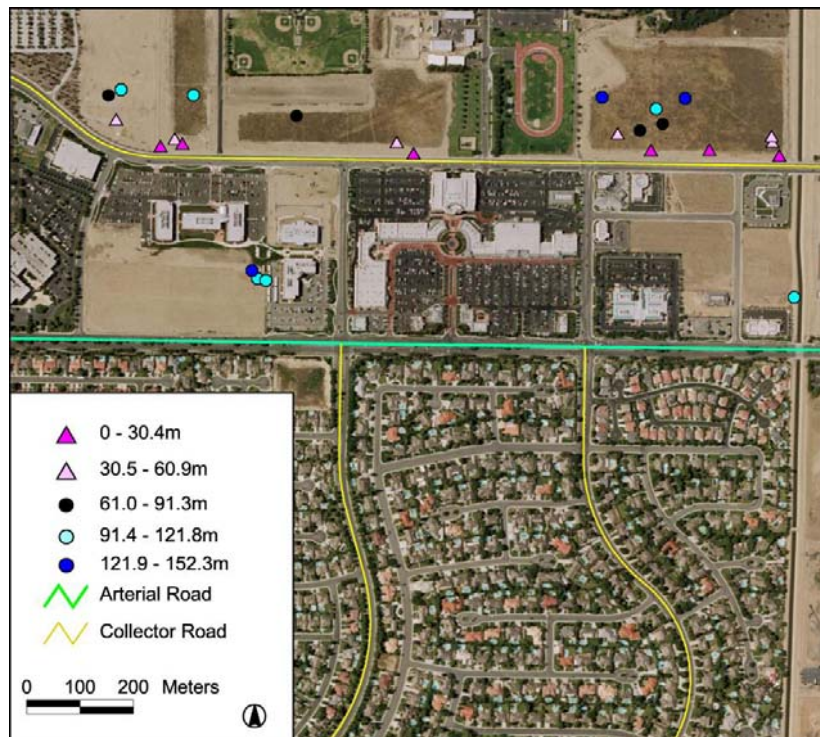 0 - 30.4m
30.5 - 60.9m
61.0 - 91.3m
91.4 - 121.8m
121.9 - 152.3m
Arterial Road
Collector Road
0 100 200 Meters